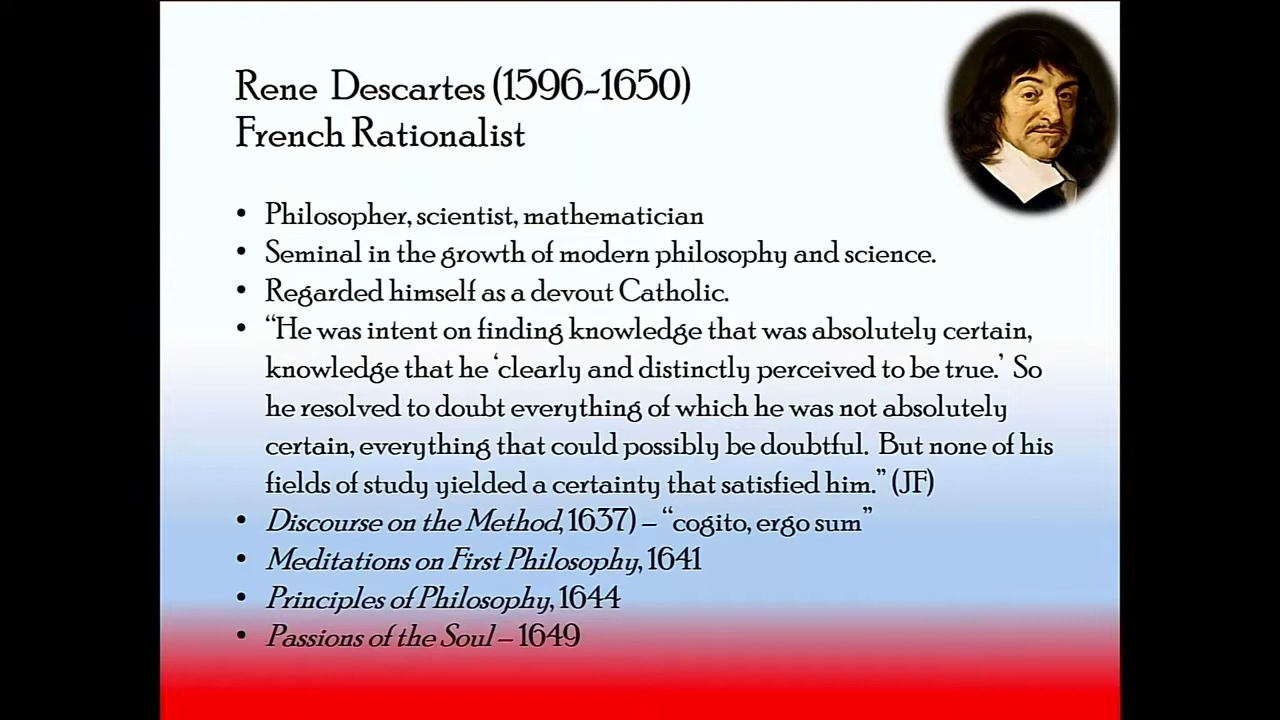 Rene Descartes (1596-1650)
French Rationalist
• Philosopher, scientist, mathematician
• Seminal in the growth of modern philosophy and science.
• Regarded himself as a devout Catholic.
• “He was intent on finding knowledge that was absolutely certain,
knowledge that he ‘clearly and distinctly perceived to be true.’ So
he resolved to doubt everything of which he was not absolutely
certain, everything that could possibly be doubtful. But none of his
fields of study yielded a certainty that satisfied him.” (JF)
• Discourse on the Method, 1637) – “cogito, ergo sum”
• Meditations on First Philosophy, 1641
• Principles of Philosophy, 1644
• Passions of the Soul – 1649